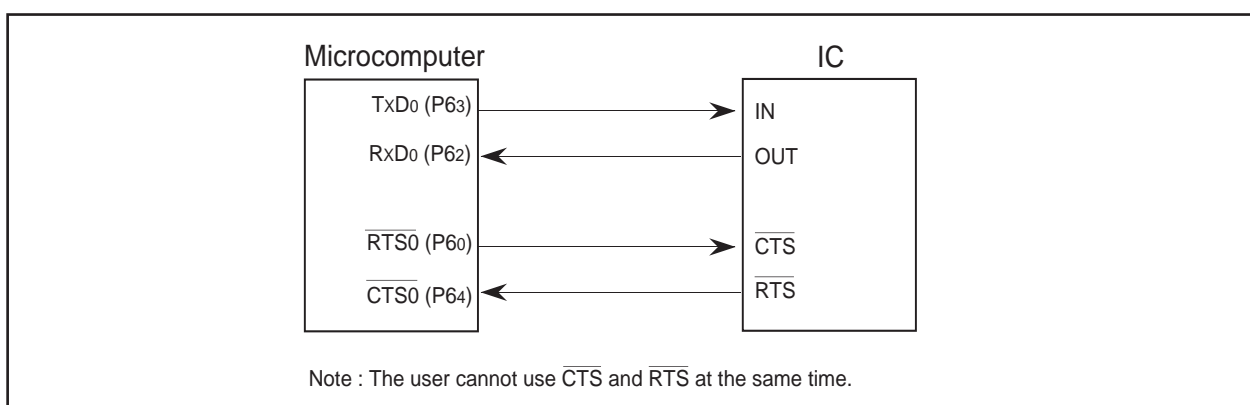 Microcomputer
IC
TxD0 (P63)
IN
RxD0 (P62)
OUT
RTS0 (P60)
CTS
CTS0 (P64)
RTS
Note : The user cannot use CTS and RTS at the same time.